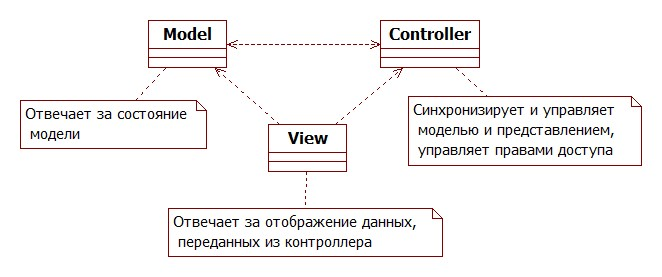 Model
Controller
Отвечает за состояние
модели
Синхронизирует и управляет
моделью и представлением,
управляет правами доступа
View
Отвечает за отображение данных,
переданных из контроллера